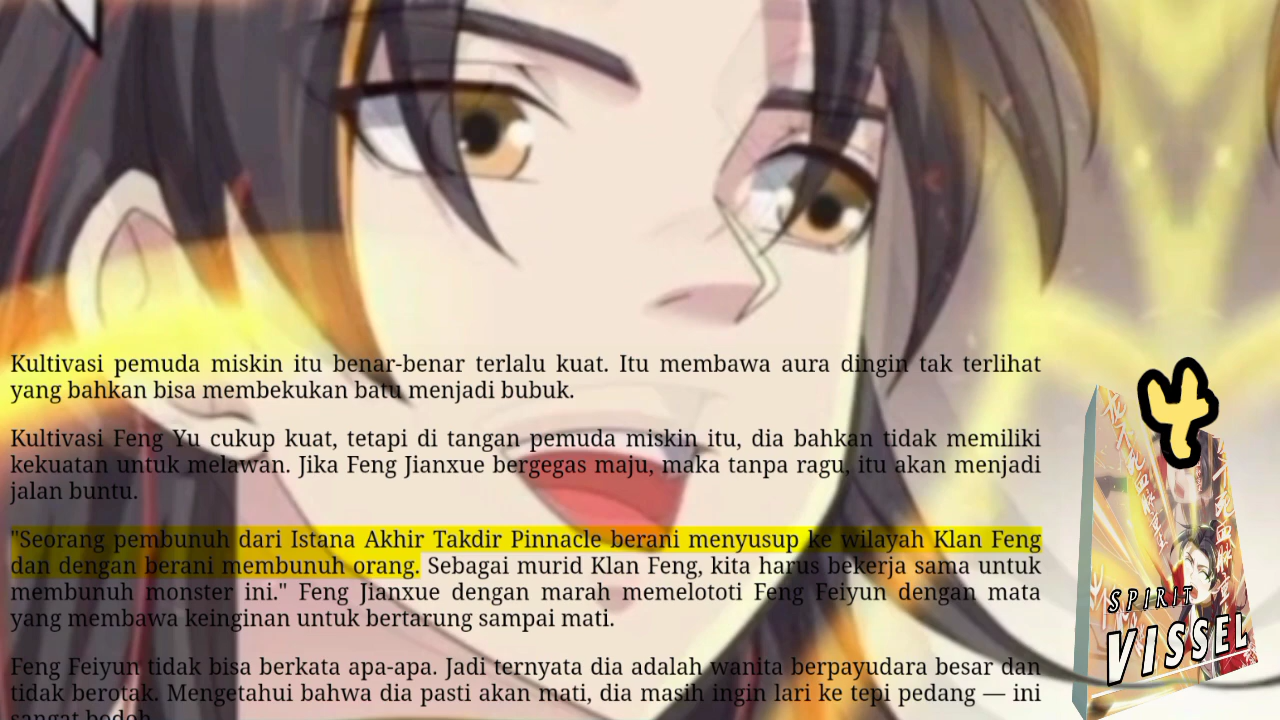 Kultivasi pemuda miskin itu benar-benar terlalu kuat. Itu membawa aura dingin tak terlihat
yang bahkan bisa membekukan batu menjadi bubuk.
Kultivasi Feng Yu cukup kuat, tetapi di tangan pemuda miskin itu, dia bahkan tidak memiliki
kekuatan untuk melawan. Jika Feng Jianxue bergegas maju, maka tanpa ragu, itu akan menjadi
jalan buntu.
"Seorang pembunuh dari Istana Akhir Takdir Pinnacle berani menyusup ke wilayah Klan Feng
dan dengan berani membunuh orang. Sebagai murid Klan Feng, kita harus bekerja sama untuk
membunuh monster ini." Feng Jianxue dengan marah memelototi Feng Feiyun dengan mata
yang membawa keinginan untuk bertarung sampai mati.
Feng Feiyun tidak bisa berkata apa-apa. Jadi ternyata dia adalah wanita berpayudara besar dan
tidak berotak. Mengetahui bahwa dia pasti akan mati, dia masih ingin lari ke tepi pedang — ini
sangat bodoh.
4
SPIRIT
VISSEL